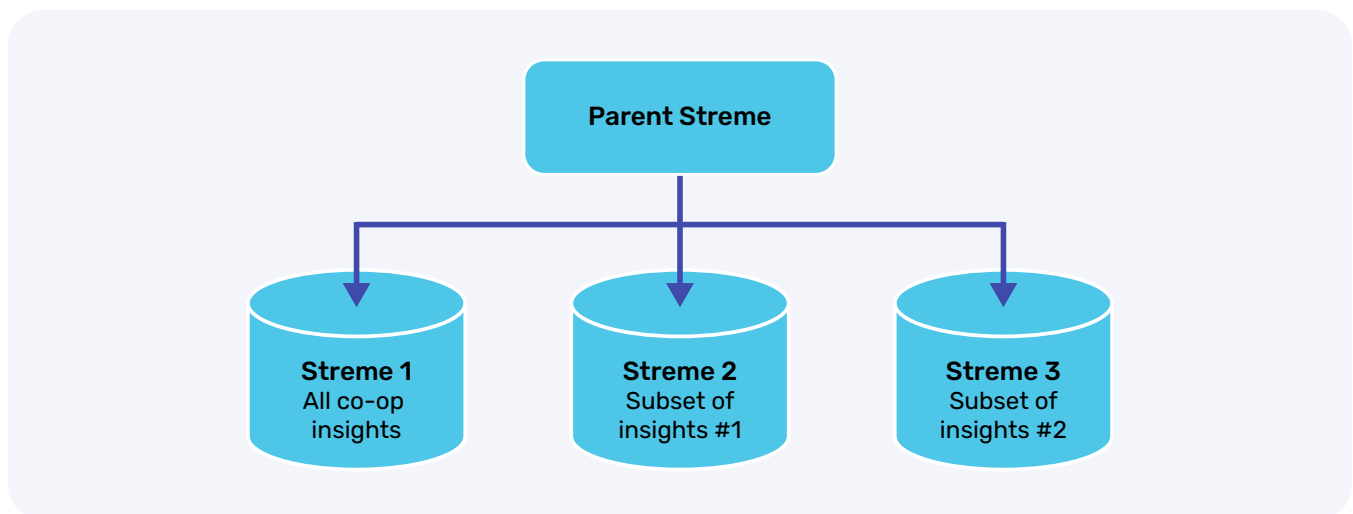 Parent Streme
Streme 1
All co-op
insights
Streme 2
Subset of
insights #1
Streme 3
Subset of
insights #2